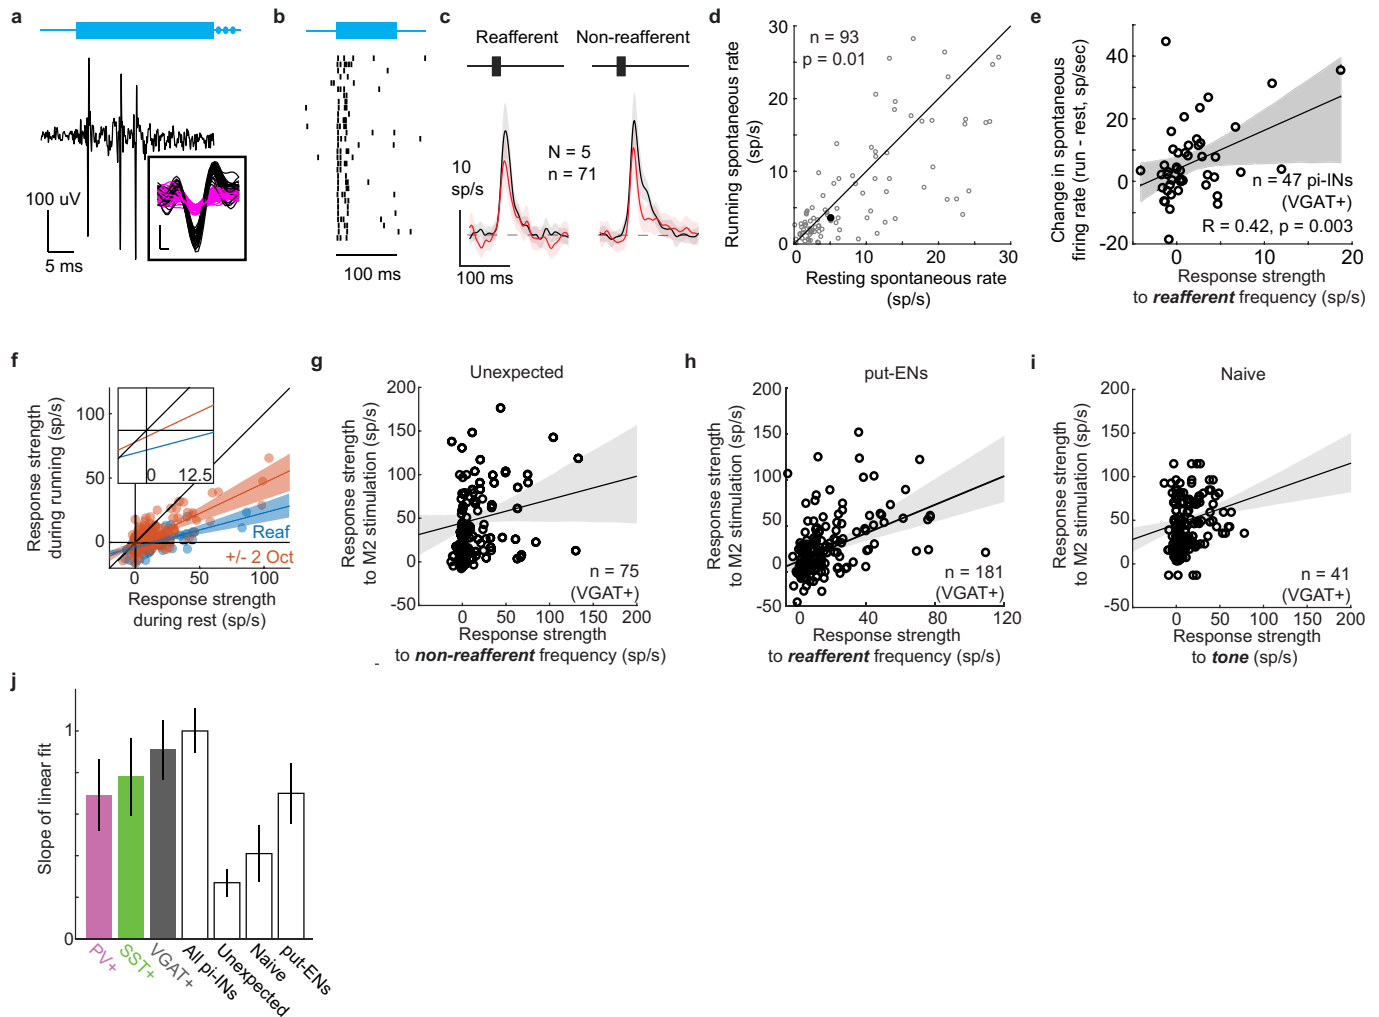 a
100 uV
5 ms
b
100 ms
c
Reafferent
Non-reafferent
10
sp/s
N = 5
n = 71
100 ms
d
n = 93
p = 0.01
Running spontaneous rate
(sp/s)
30
20
10
0
0
10
20
30
Resting spontaneous rate
(sp/s)
e
Change in spontaneous
firing rate (run - rest, sp/sec)
40
20
0
-20
n = 47 pi-INs
(VGAT+)
R = 0.42, p = 0.003
0
10
20
Response strength
to reafferent frequency (sp/s)
f
Response strength
during running (sp/s)
100
50
0
0
12.5
Reaf
+/- 2 Oct
0
50
100
Response strength
during rest (sp/s)
g
Unexpected
Response strength
to M2 stimulation (sp/s)
200
150
100
50
0
-50
n = 75
(VGAT+)
0
50
100
150
200
Response strength
to non-reafferent frequency (sp/s)
h
put-ENs
Response strength
to M2 stimulation (sp/s)
200
150
100
50
0
-50
n = 181
(VGAT+)
0
40
80
120
Response strength
to reafferent frequency (sp/s)
i
Naive
Response strength
to M2 stimulation (sp/s)
200
150
100
50
0
-50
n = 41
(VGAT+)
0
50
100
150
200
Response strength
to tone (sp/s)
j
Slope of linear fit
1
0
PV+
SST+
VGAT+
All pi-INs
Unexpected
Naive
put-ENs